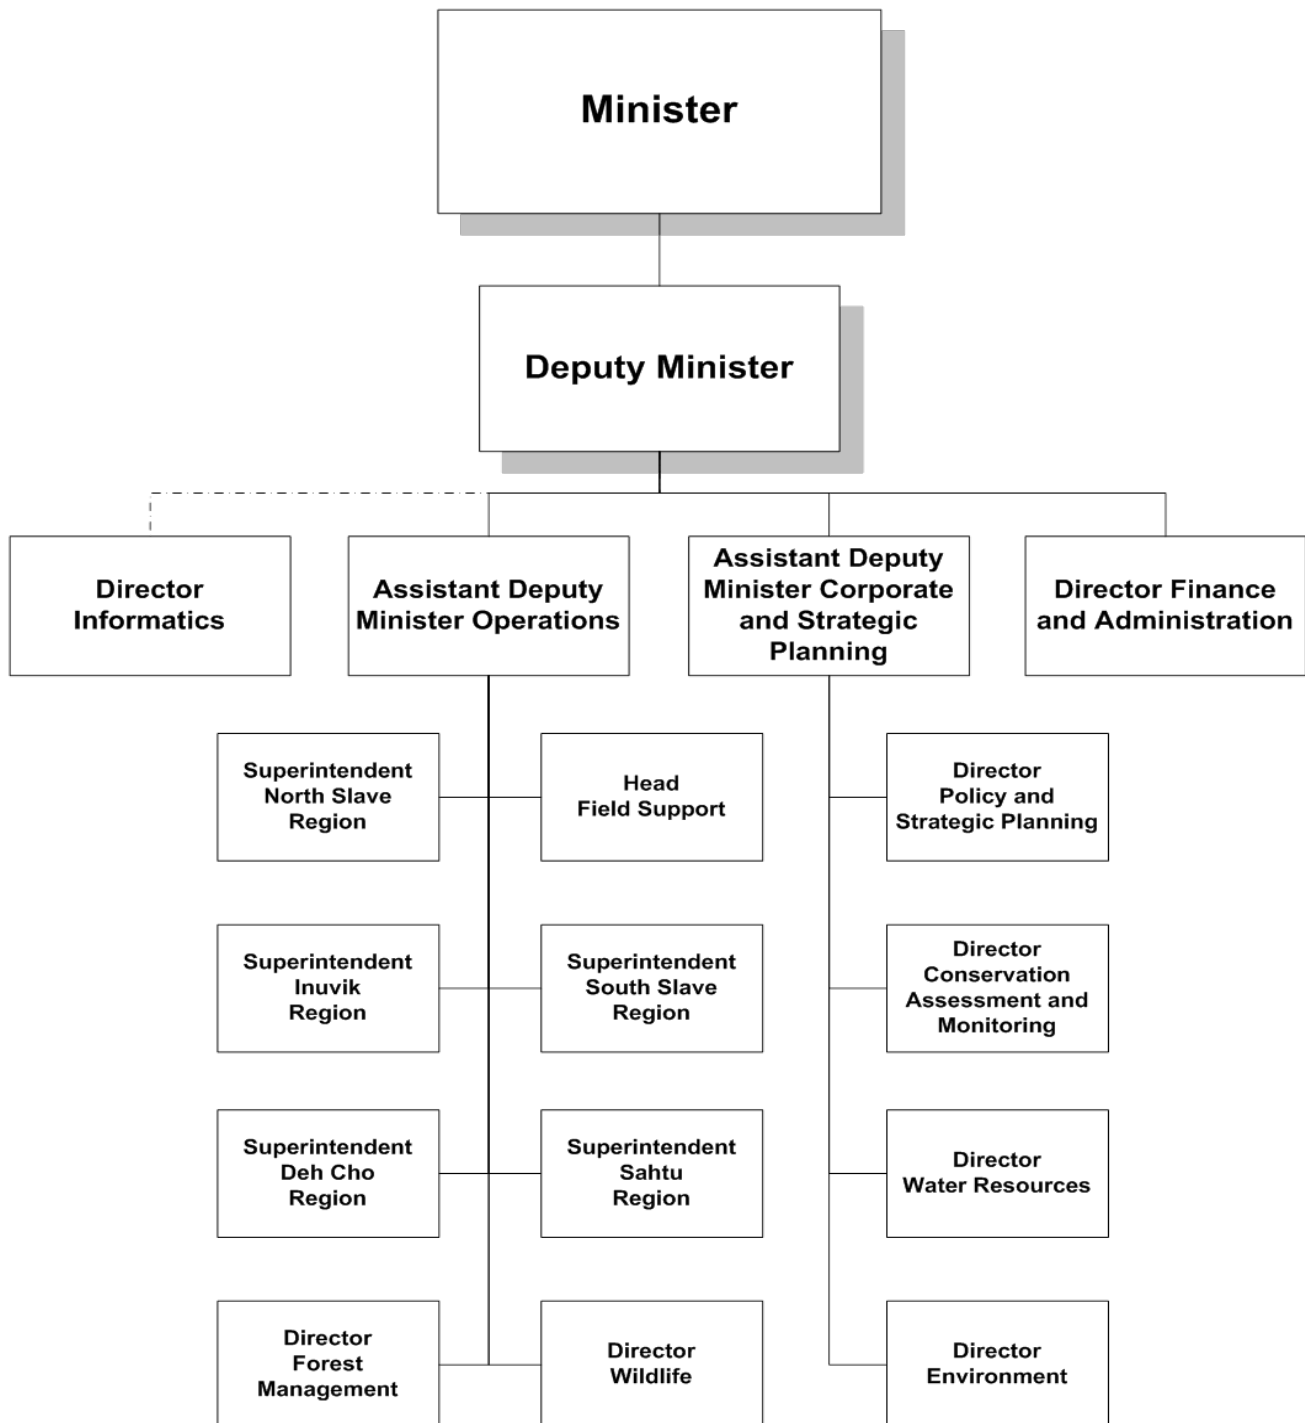 Minister
Deputy Minister
Director
Informatics
Assistant Deputy
Minister Operations
Assistant Deputy
Minister Corporate
and Strategic
Planning
Director Finance
and Administration
Superintendent
North Slave
Region
Head
Field Support
Director
Policy and
Strategic Planning
Superintendent
Inuvik
Region
Superintendent
South Slave
Region
Director
Conservation
Assessment and
Monitoring
Superintendent
Deh Cho
Region
Superintendent
Sahtu
Region
Director
Water Resources
Director
Forest
Management
Director
Wildlife
Director
Environment